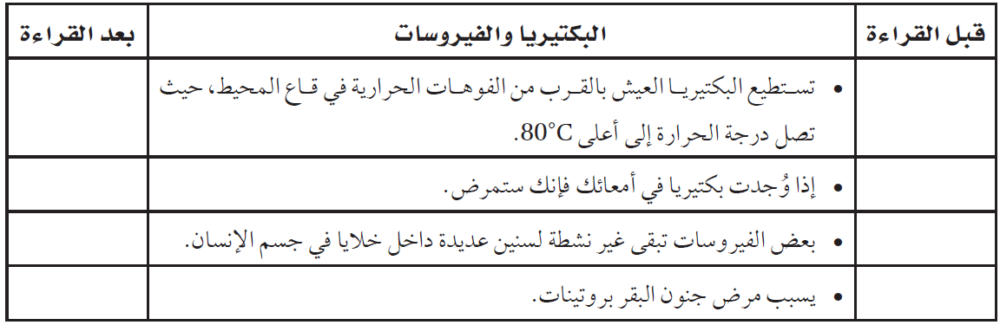 قبل القراءة البكتيريا والفيروسات بعد القراءة
• تستطيع البكتيريا العيش بالقرب من الفوهات الحرارية في قاع المحيط، حيث
تصل درجة الحرارة إلى أعلى 80°C.
• إذا وُجدت بكتيريا في أمعائك فإنك ستمرض.
• بعض الفيروسات تبقى غير نشطة لسنين عديدة داخل خلايا في جسم الإنسان.
• يسبب مرض جنون البقر بروتينات.